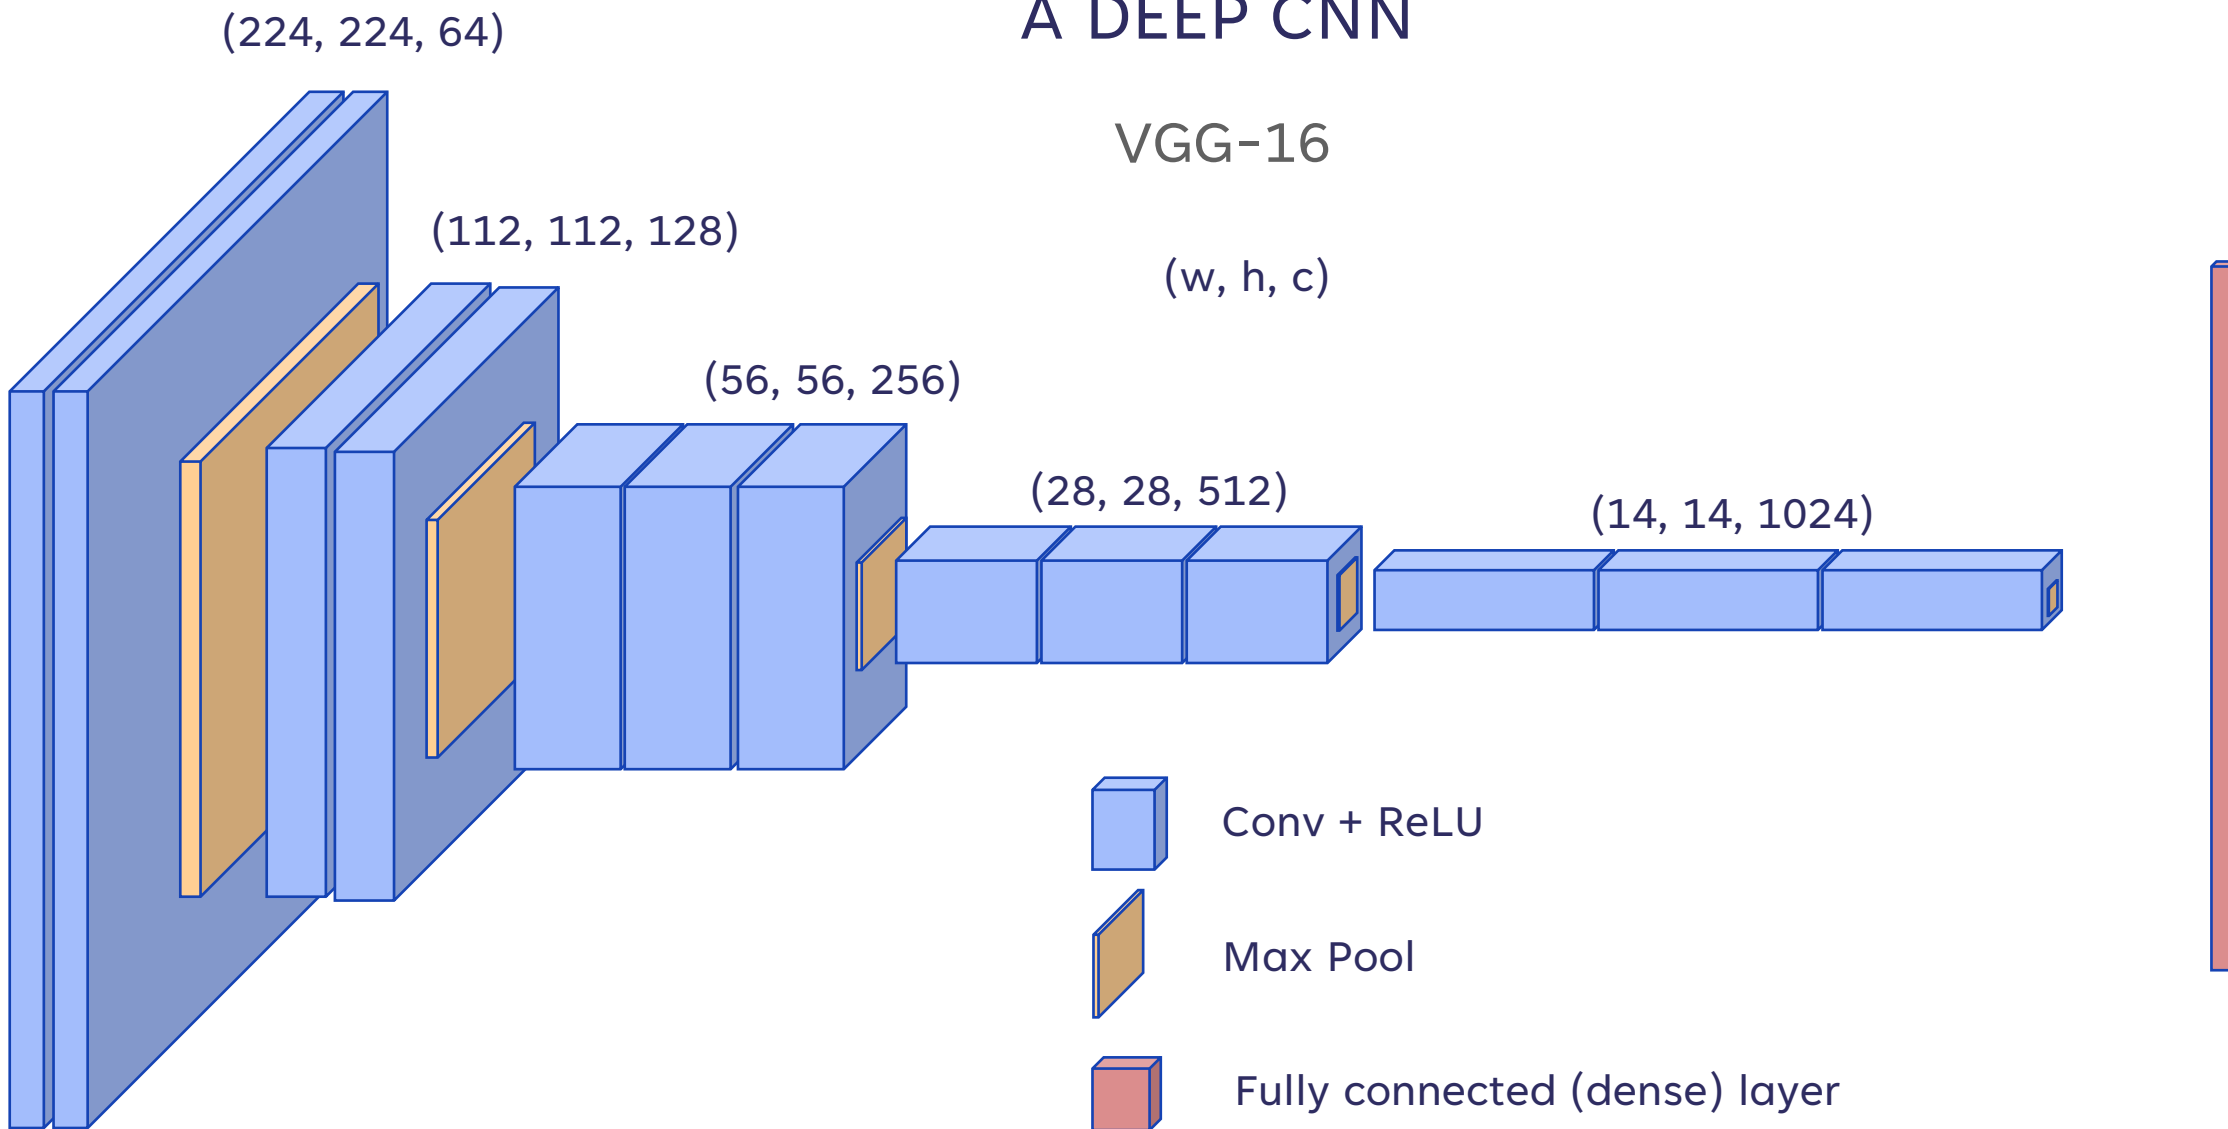 A DEEP CNN
VGG-16
(w, h, c)
(224, 224, 64)
(112, 112, 128)
(56, 56, 256)
(28, 28, 512)
(14, 14, 1024)
Conv + ReLU
Max Pool
Fully connected (dense) layer